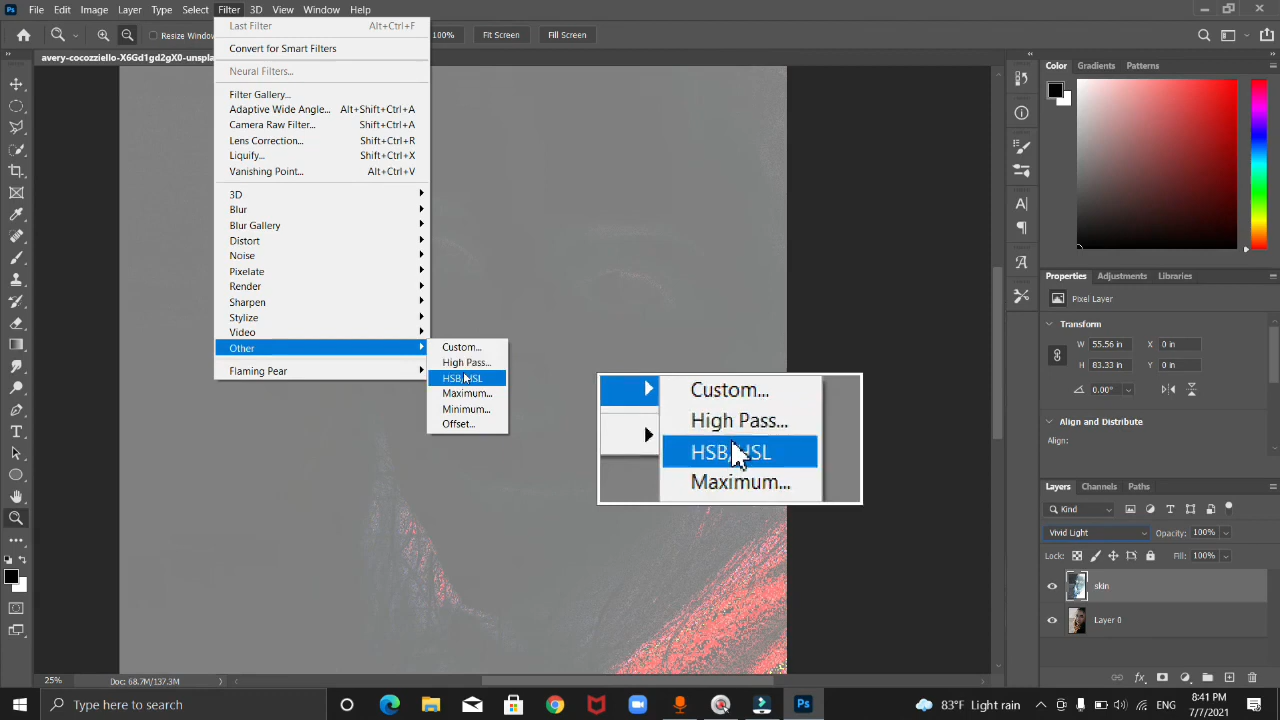 Ps File Edit Image Layer Type Select Filter 3D View Window Help
Resize Window
100% Fit Screen Fill Screen
avery-cocozziello-X6Gd1gd2gX0-unspla
Last Filter Alt+Ctrl+F
Convert for Smart Filters
Neural Filters...
Filter Gallery...
Adaptive Wide Angle... Alt+Shift+Ctrl+A
Camera Raw Filter... Shift+Ctrl+A
Lens Correction... Shift+Ctrl+R
Liquify... Shift+Ctrl+X
Vanishing Point... Alt+Ctrl+V
3D
Blur
Blur Gallery
Distort
Noise
Pixelate
Render
Sharpen
Stylize
Video
Other
Flaming Pear
Custom...
High Pass...
HSB/HSL
Maximum...
Minimum...
Offset...
Custom...
High Pass...
HSB/HSL
Maximum...
Color Gradients Patterns
Properties Adjustments Libraries
Pixel Layer
Transform
W 55.56 in X 0 in
H 83.33 in Y 0 in
0.00°
Align and Distribute
Align:
Layers Channels Paths
Kind
Vivid Light Opacity: 100%
Lock: Fill: 100%
skin
Layer 0
25% Doc: 68.7M/137.3M
Type here to search
83°F Light rain
8:41 PM
7/7/2021